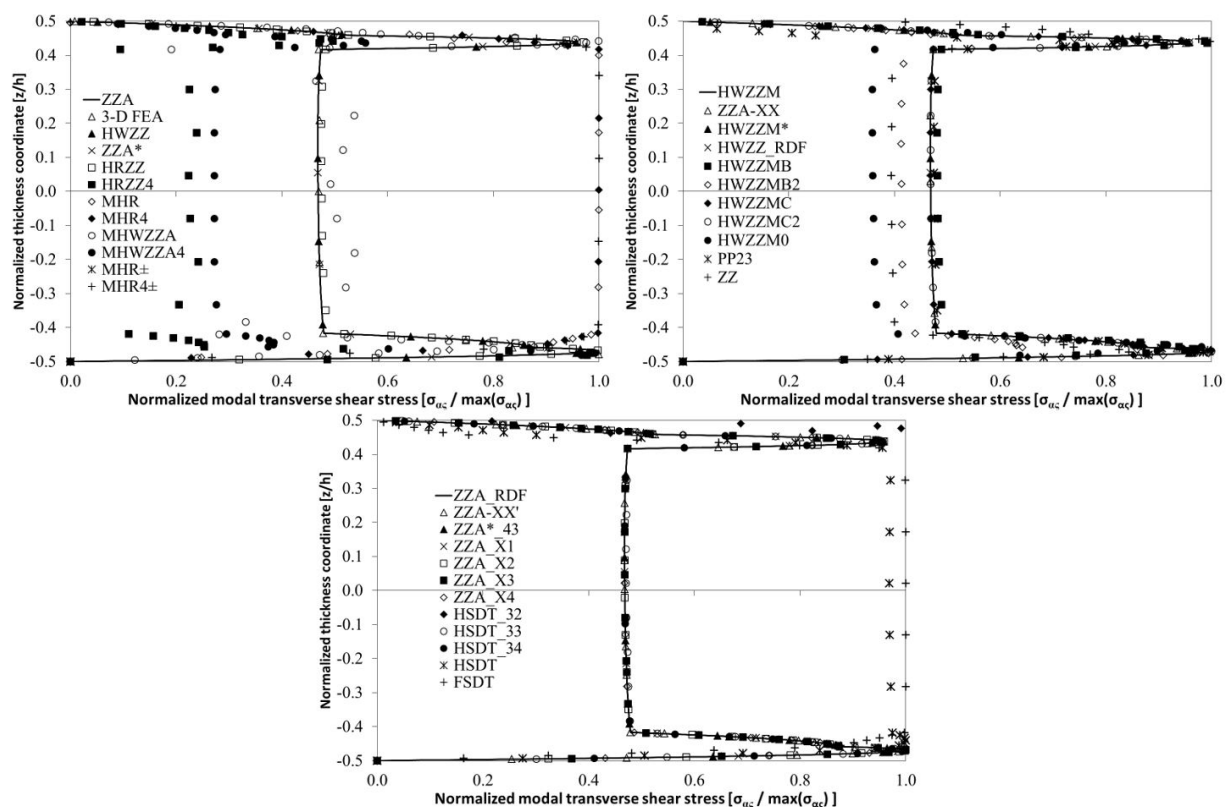 Normalized thickness coordinate [z/h]
0.5
0.4
0.3
0.2
0.1
0.0
-0.1
-0.2
-0.3
-0.4
-0.5
ZZA
3-D FEA
HWZZ
ZZA*
HRZZ
HRZZ4
MHR
MHR4
MHWZZA
MHWZZA4
MHR±
MHR4±
0.0 0.2 0.4 0.6 0.8 1.0
Normalized modal transverse shear stress [σας / max(σας) ]
Normalized thickness coordinate [z/h]
0.5
0.4
0.3
0.2
0.1
0.0
-0.1
-0.2
-0.3
-0.4
-0.5
HWZZM
ZZA-XX
HWZZM*
HWZZ_RDF
HWZZMB
HWZZMB2
HWZZMC
HWZZMC2
HWZZM0
PP23
ZZ
0.0 0.2 0.4 0.6 0.8 1.0
Normalized modal transverse shear stress [σας / max(σας) ]
Normalized thickness coordinate [z/h]
0.5
0.4
0.3
0.2
0.1
0.0
-0.1
-0.2
-0.3
-0.4
-0.5
ZZA_RDF
ZZA-XX'
ZZA*_43
ZZA_X1
ZZA_X2
ZZA_X3
ZZA_X4
HSDT_32
HSDT_33
HSDT_34
HSDT
FSDT
0.0 0.2 0.4 0.6 0.8 1.0
Normalized modal transverse shear stress [σας / max(σας) ]